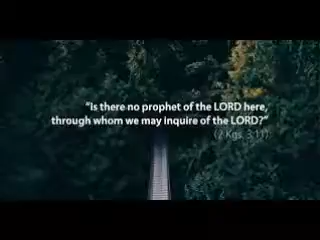 “Is there no prophet of the LORD here,
through whom we may inquire of the LORD?”
(2 Kgs. 3:11)